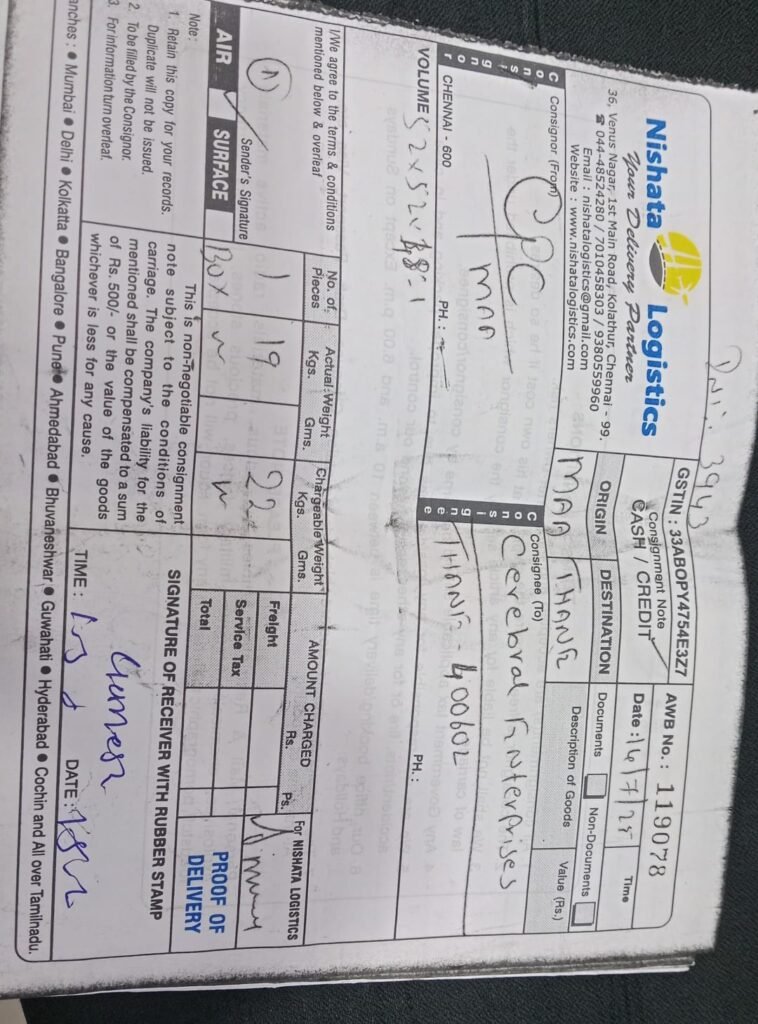 Nishata Logistics
Your Delivery Partner
36, Venus Nagar, 1st Main Road, Kolathur, Chennai - 99.
☎ 044-48524280 / 7010458303 / 9380559960
Email : nishatalogistics@gmail.com
Website : www.nishatalogistics.com
3943
GSTIN : 33ABOPY4754E3Z7
Consignment Note
CASH / CREDIT
AWB No. : 119078
Date : 14/7/25
Time
ORIGIN
DESTINATION
MAA
THANE
Documents
Non-Documents
Description of Goods
Value (Rs.)
Consignor
Consignor (From)
CPC
MAA
CHENNAI - 600
PH. :
Consignee
Consignee (To)
Cerebral Enterprises
THANE - 400602
PH. :
VOLUME 52x52x
I/We agree to the terms & conditions
mentioned below & overleaf
Sender's Signature
AIR
SURFACE
No. of
Pieces
1
BOX
Actual Weight
Kgs.
Gms.
19
Chargeable Weight
Kgs.
Gms.
22
AMOUNT CHARGED
Rs.
Ps.
Freight
Service Tax
Total
For NISHATA LOGISTICS
PROOF OF
DELIVERY
Note:
1. Retain this copy for your records.
Duplicate will not be issued.
2. To be filled by the Consignor.
3. For information turn overleaf.
This is non-negotiable consignment
note subject to the conditions of
carriage. The company's liability for the
mentioned shall be compensated to a sum
of Rs. 500/- or the value of the goods
whichever is less for any cause.
SIGNATURE OF RECEIVER WITH RUBBER STAMP
TIME :
DATE :
anches : ● Mumbai ● Delhi ● Kolkatta ● Bangalore ● Pune ● Ahmedabad ● Bhuvaneshwar ● Guwahati ● Hyderabad ● Cochin and All over Tamilnadu.